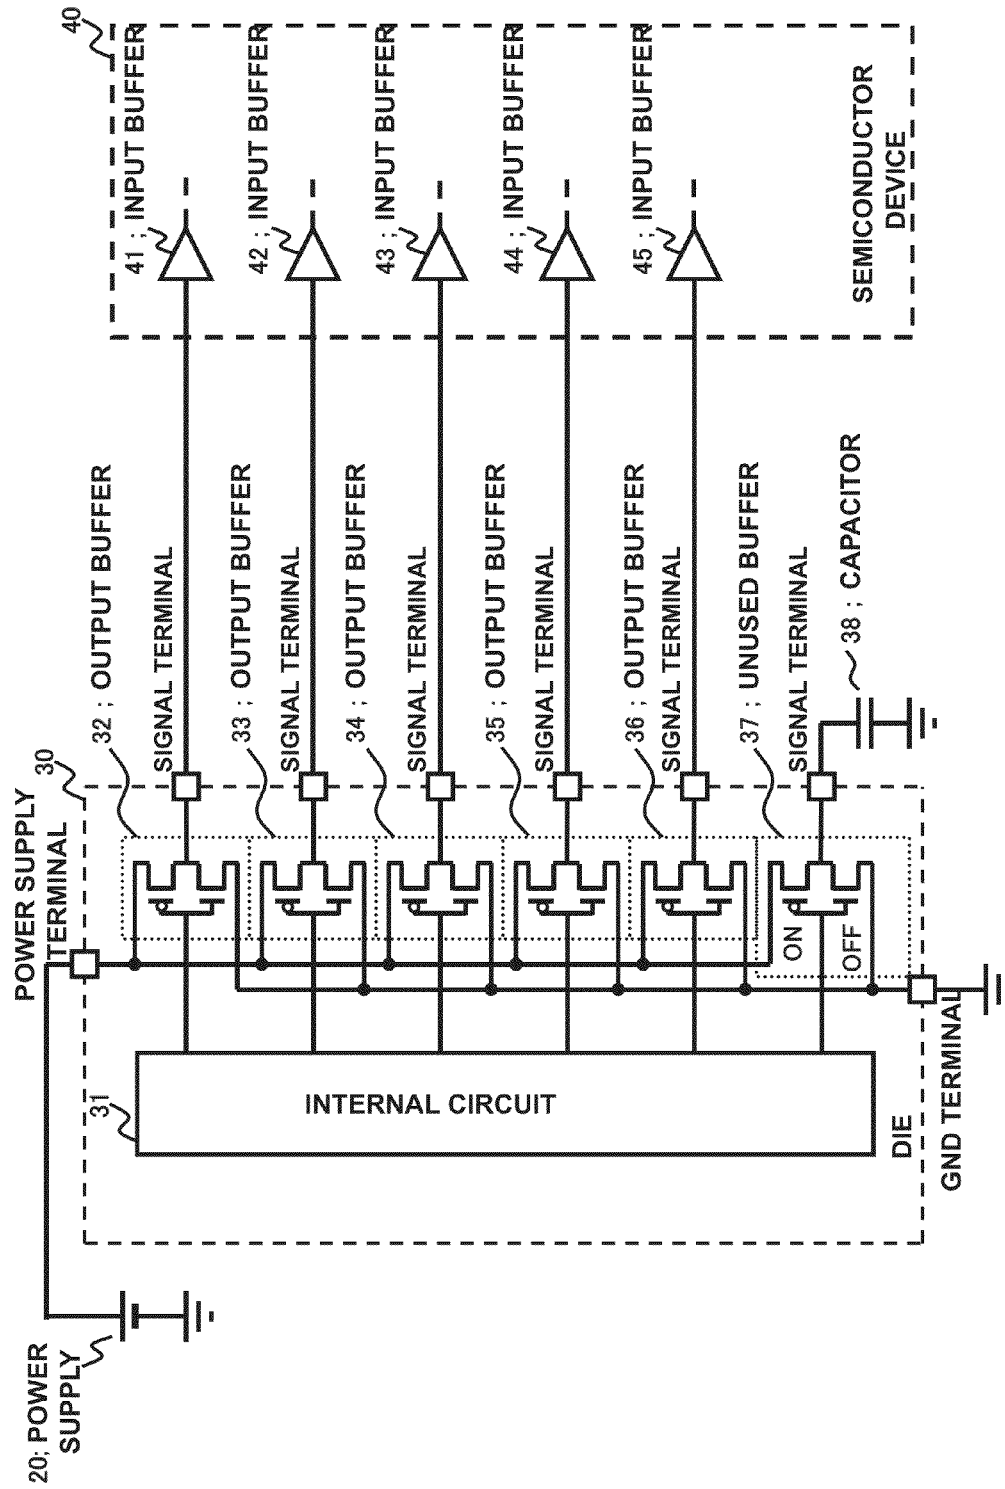 20; POWER
SUPPLY
POWER SUPPLY
TERMINAL
30
31
INTERNAL CIRCUIT
DIE
GND TERMINAL
ON
OFF
32 ; OUTPUT BUFFER
SIGNAL TERMINAL
33 ; OUTPUT BUFFER
SIGNAL TERMINAL
34 ; OUTPUT BUFFER
SIGNAL TERMINAL
35 ; OUTPUT BUFFER
SIGNAL TERMINAL
36 ; OUTPUT BUFFER
SIGNAL TERMINAL
37 ; UNUSED BUFFER
SIGNAL TERMINAL
38 ; CAPACITOR
40
41 ; INPUT BUFFER
42 ; INPUT BUFFER
43 ; INPUT BUFFER
44 ; INPUT BUFFER
45 ; INPUT BUFFER
SEMICONDUCTOR
DEVICE